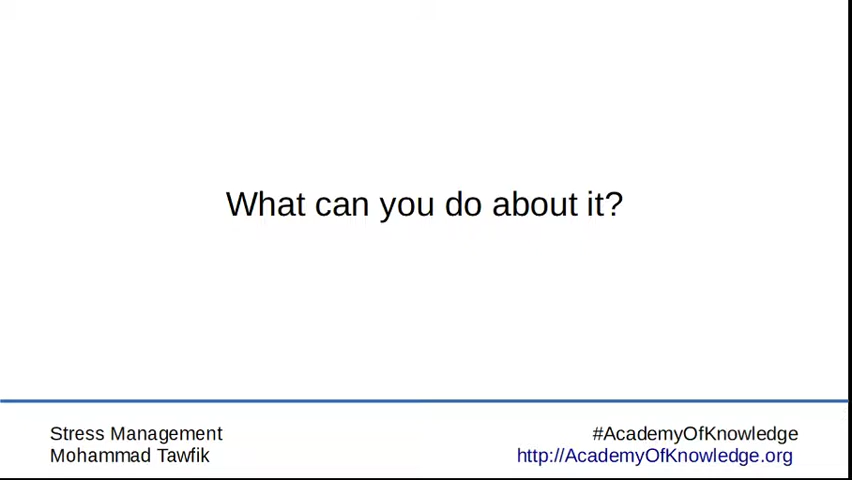 What can you do about it?
Stress Management
Mohammad Tawfik
#AcademyOfKnowledge
http://AcademyOfKnowledge.org